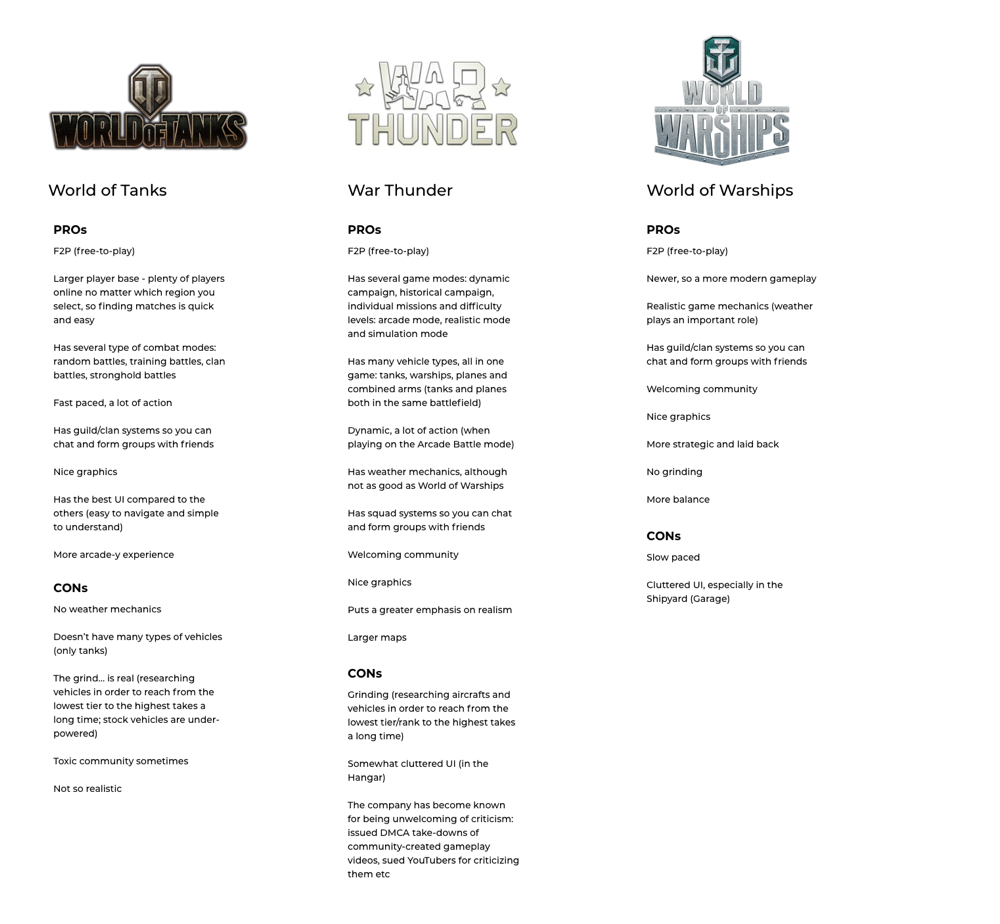 WORLD OF TANKS
World of Tanks
PROs
F2P (free-to-play)
Larger player base - plenty of players
online no matter which region you
select, so finding matches is quick
and easy
Has several type of combat modes:
random battles, training battles, clan
battles, stronghold battles
Fast paced, a lot of action
Has guild/clan systems so you can
chat and form groups with friends
Nice graphics
Has the best UI compared to the
others (easy to navigate and simple
to understand)
More arcade-y experience
CONs
No weather mechanics
Doesn't have many types of vehicles
(only tanks)
The grind... is real (researching
vehicles in order to reach from the
lowest tier to the highest takes a
long time; stock vehicles are under-
powered)
Toxic community sometimes
Not so realistic
WAR
THUNDER
War Thunder
PROs
F2P (free-to-play)
Has several game modes: dynamic
campaign, historical campaign,
individual missions and difficulty
levels: arcade mode, realistic mode
and simulation mode
Has many vehicle types, all in one
game: tanks, warships, planes and
combined arms (tanks and planes
both in the same battlefield)
Dynamic, a lot of action (when
playing on the Arcade Battle mode)
Has weather mechanics, although
not as good as World of Warships
Has squad systems so you can chat
and form groups with friends
Welcoming community
Nice graphics
Puts a greater emphasis on realism
Larger maps
CONs
Grinding (researching aircrafts and
vehicles in order to reach from the
lowest tier/rank to the highest takes
a long time)
Somewhat cluttered UI (in the
Hangar)
The company has become known
for being unwelcoming of criticism:
issued DMCA take-downs of
community-created gameplay
videos, sued YouTubers for criticizing
them etc
WORLD
OF
WARSHIPS
World of Warships
PROs
F2P (free-to-play)
Newer, so a more modern gameplay
Realistic game mechanics (weather
plays an important role)
Has guild/clan systems so you can
chat and form groups with friends
Welcoming community
Nice graphics
More strategic and laid back
No grinding
More balance
CONs
Slow paced
Cluttered UI, especially in the
Shipyard (Garage)